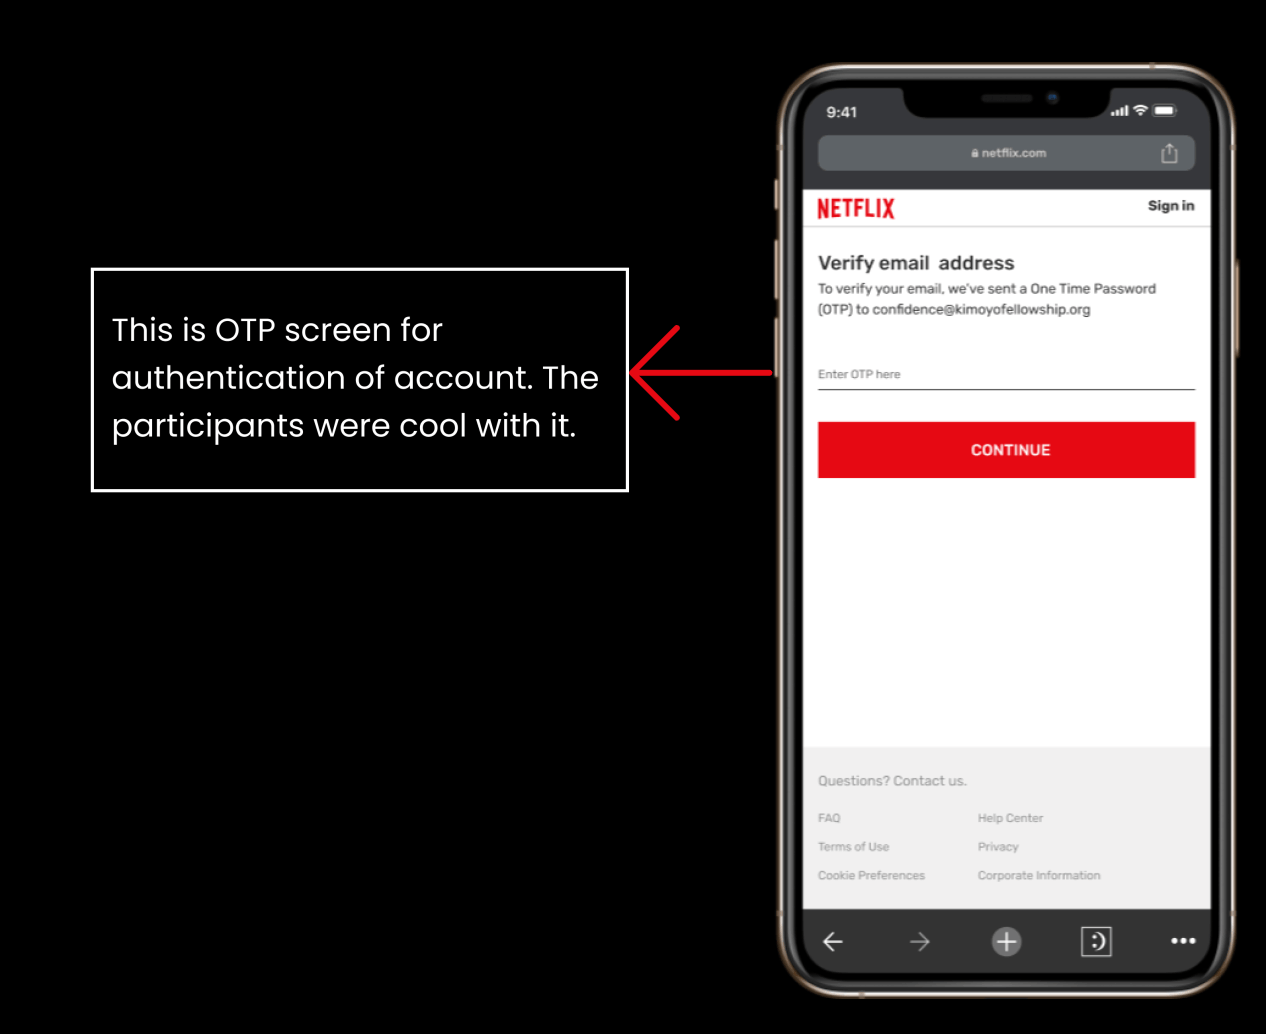 This is OTP screen for
authentication of account. The
participants were cool with it.
9:41
netflix.com
NETFLIX
Sign in
Verify email  address
To verify your email, we've sent a One Time Password
(OTP) to confidence@kimoyofellowship.org
Enter OTP here
CONTINUE
Questions? Contact us.
FAQ
Help Center
Terms of Use
Privacy
Cookie Preferences
Corporate Information
:)